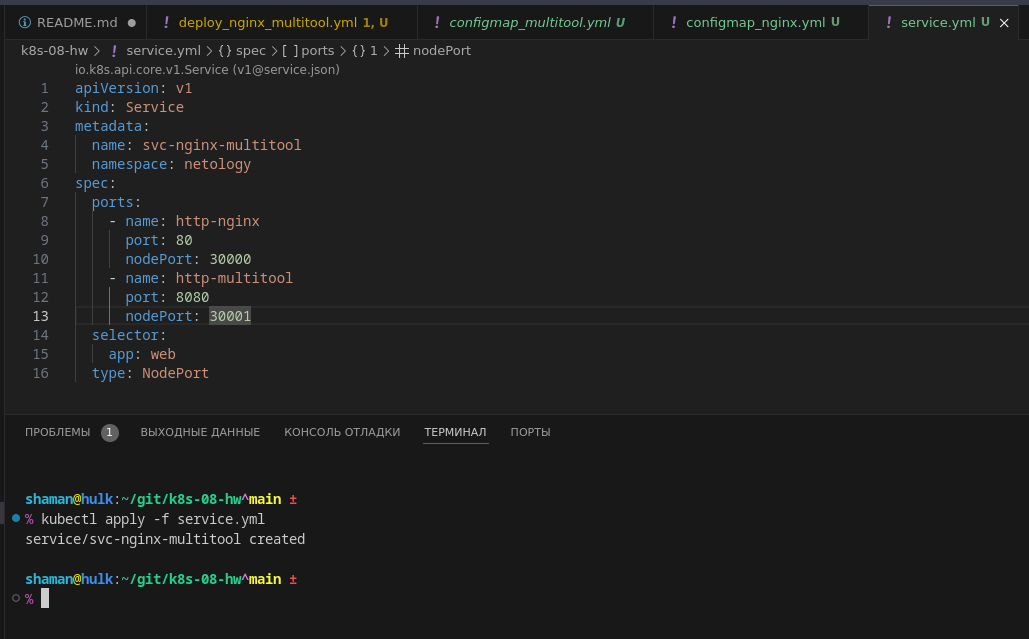 README.md ●
! deploy_nginx_multitool.yml 1, U
! configmap_multitool.yml U
! configmap_nginx.yml U
! service.yml U
k8s-08-hw > ! service.yml > {} spec > [ ] ports > {} 1 > nodePort
io.k8s.api.core.v1.Service (v1@service.json)
1 apiVersion: v1
2 kind: Service
3 metadata:
4   name: svc-nginx-multitool
5   namespace: netology
6 spec:
7   ports:
8     - name: http-nginx
9       port: 80
10       nodePort: 30000
11     - name: http-multitool
12       port: 8080
13       nodePort: 30001
14   selector:
15     app: web
16   type: NodePort
ПРОБЛЕМЫ 1 ВЫХОДНЫЕ ДАННЫЕ КОНСОЛЬ ОТЛАДКИ ТЕРМИНАЛ ПОРТЫ
shaman@hulk:~/git/k8s-08-hw^main ±
% kubectl apply -f service.yml
service/svc-nginx-multitool created
shaman@hulk:~/git/k8s-08-hw^main ±
%